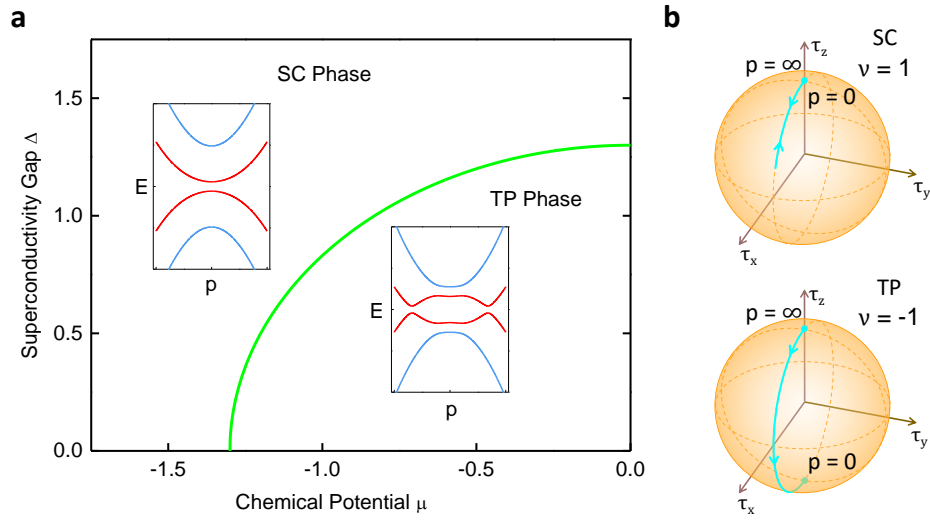 a
SC Phase
TP Phase
E
p
E
p
Superconductivity Gap Δ
1.5
1.0
0.5
0.0
-1.5
-1.0
-0.5
0.0
Chemical Potential μ
b
τz
SC
ν = 1
p = ∞
p = 0
τy
τx
τz
TP
ν = -1
p = ∞
p = 0
τy
τx